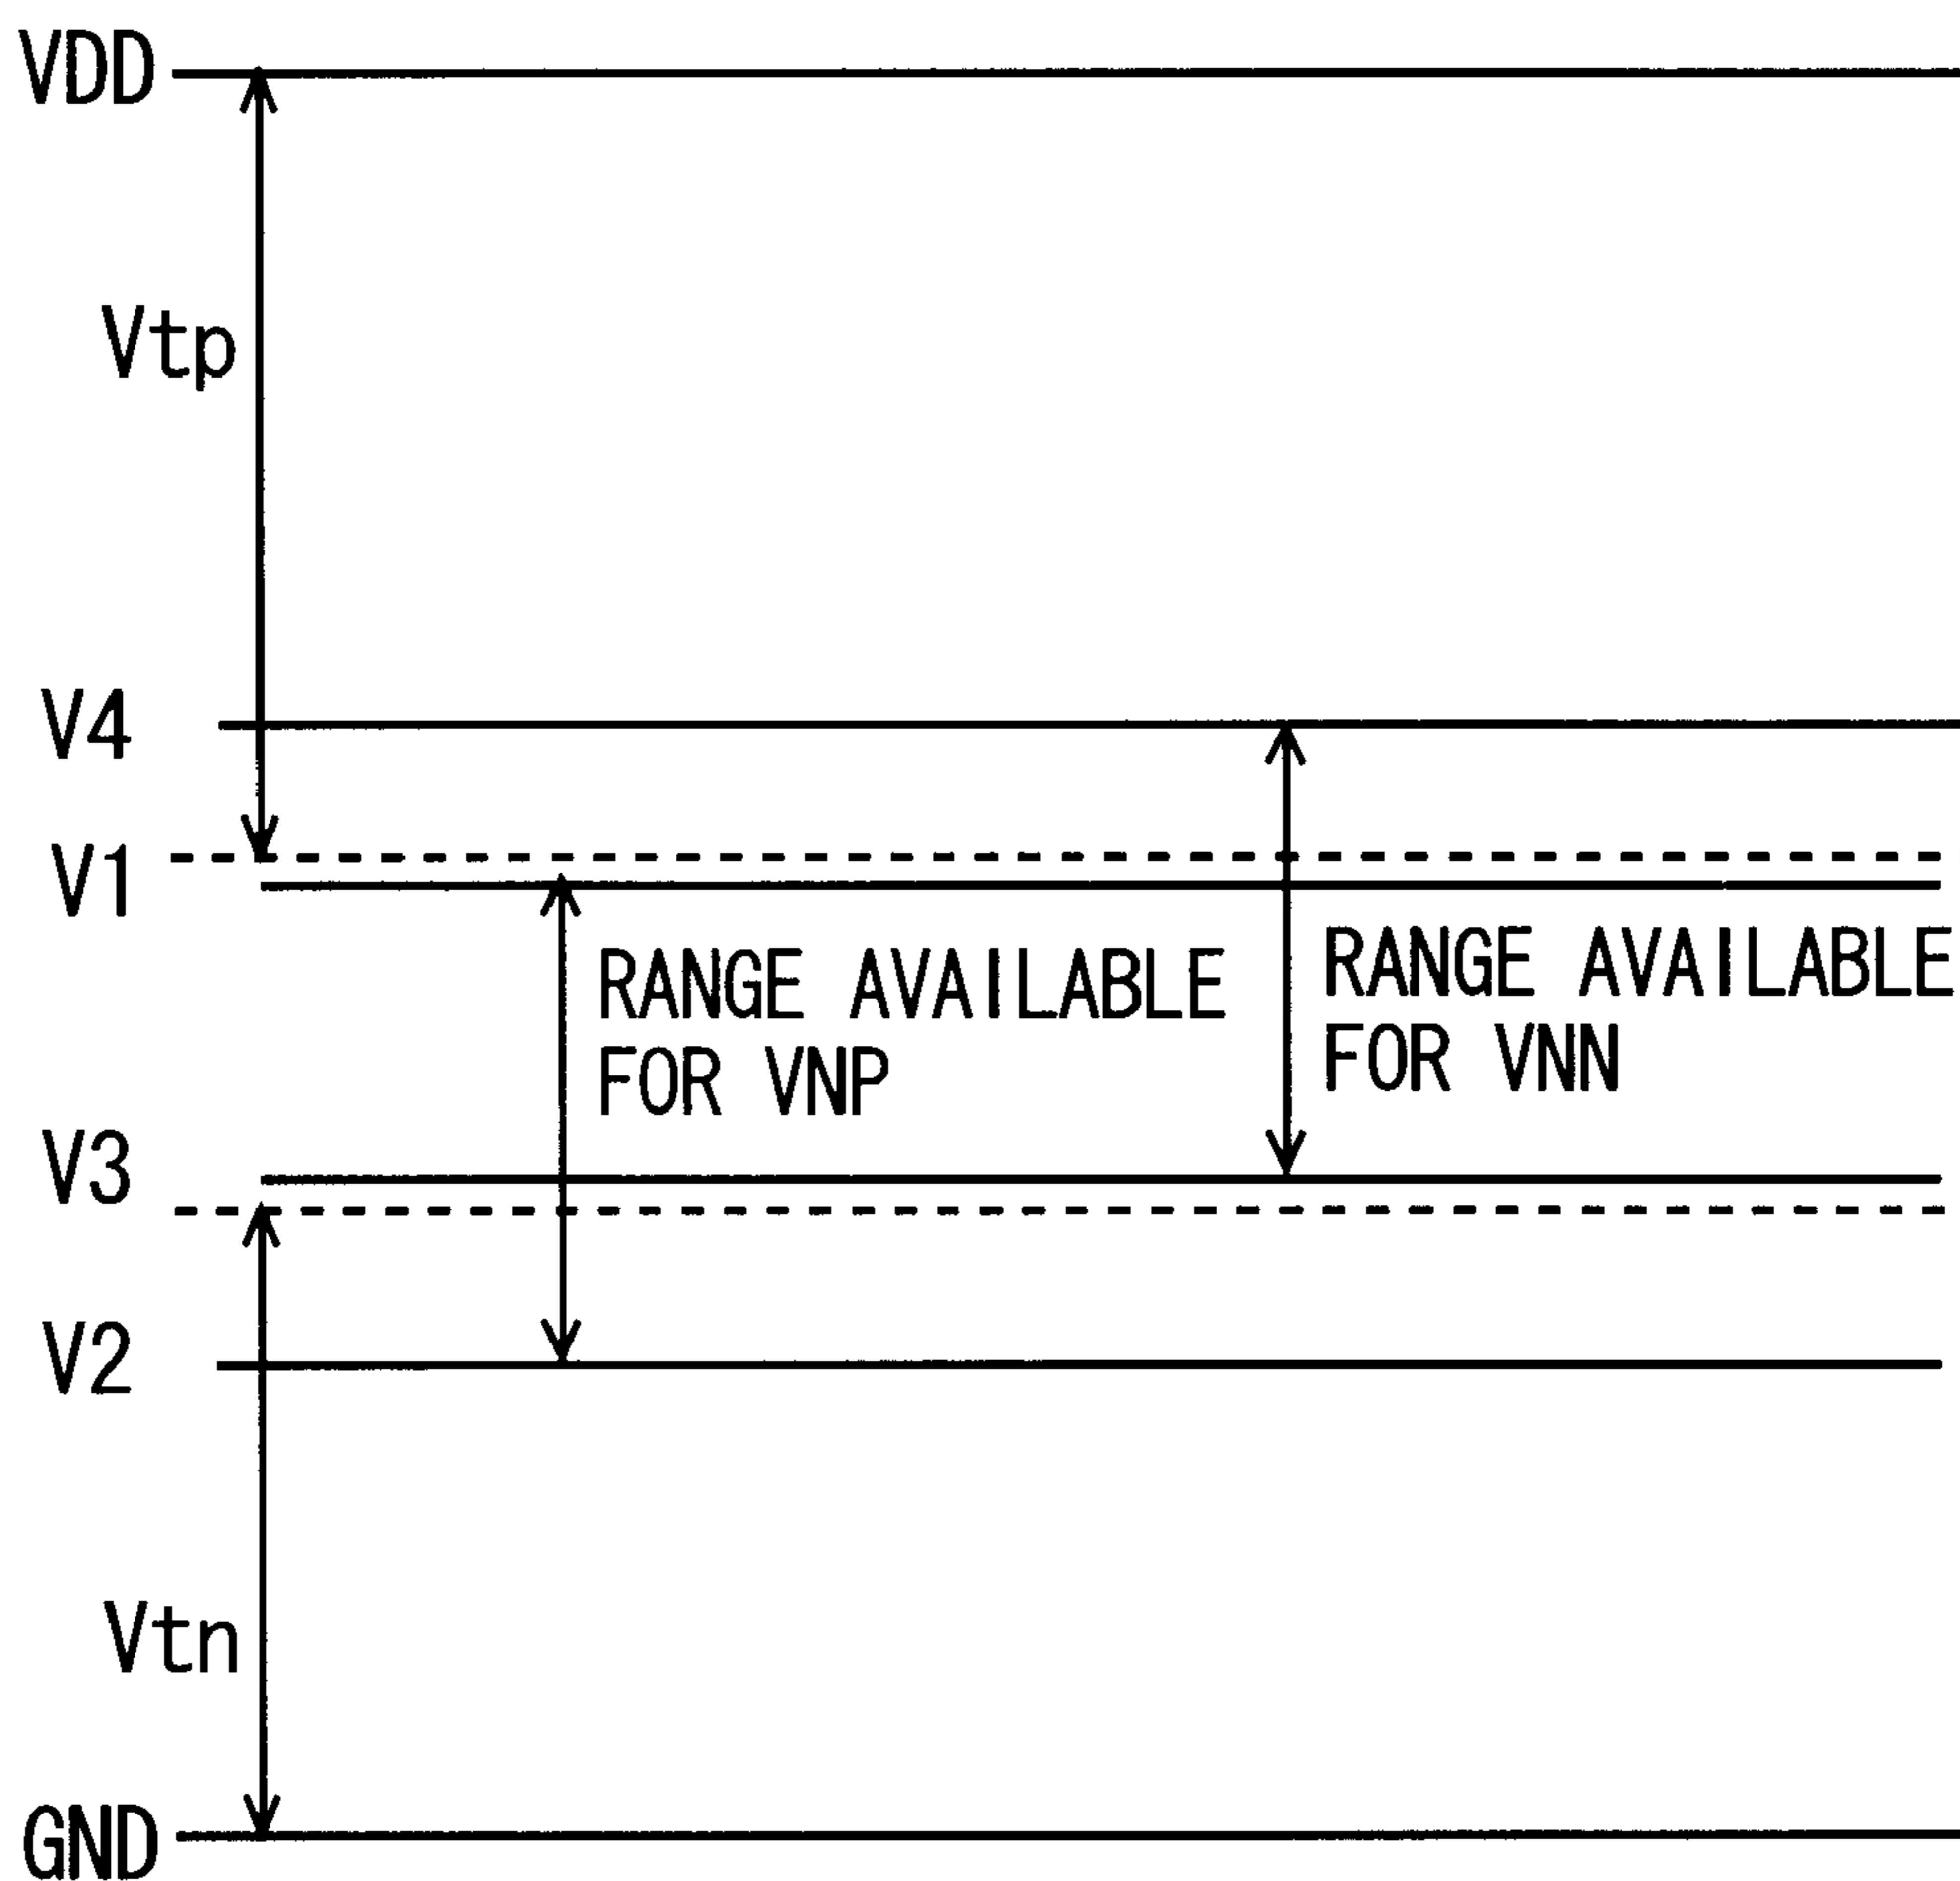 VDD
Vtp
V4
V1
RANGE AVAILABLE
FOR VNP
RANGE AVAILABLE
FOR VNN
V3
V2
Vtn
GND